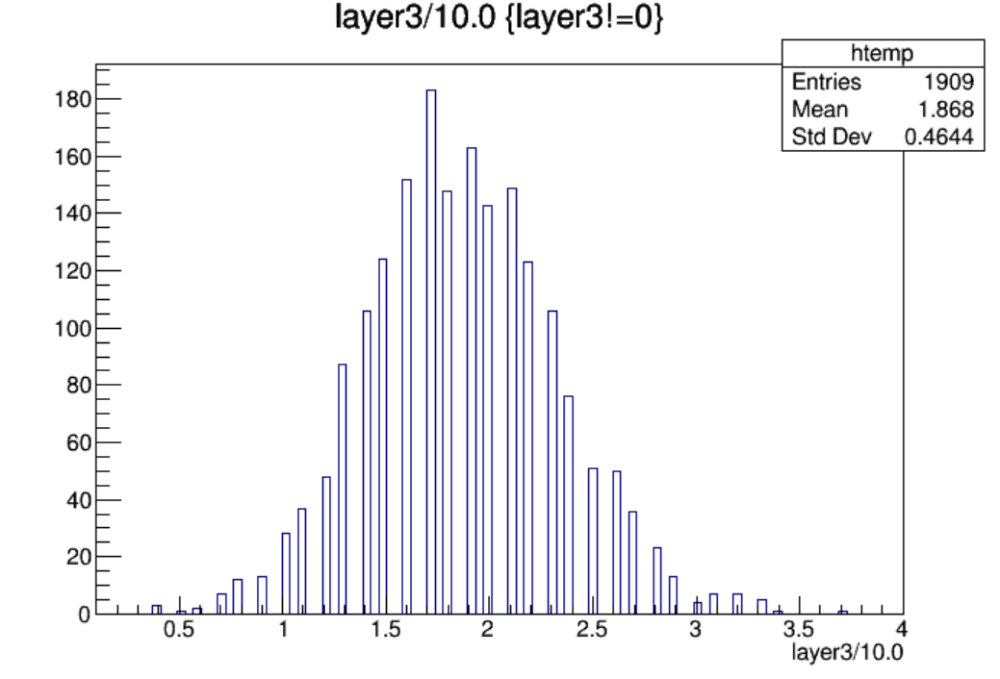 layer3/10.0 {layer3!=0}
htemp
Entries 1909
Mean 1.868
Std Dev 0.4644
180
160
140
120
100
80
60
40
20
0
0.5 1 1.5 2 2.5 3 3.5 4
layer3/10.0